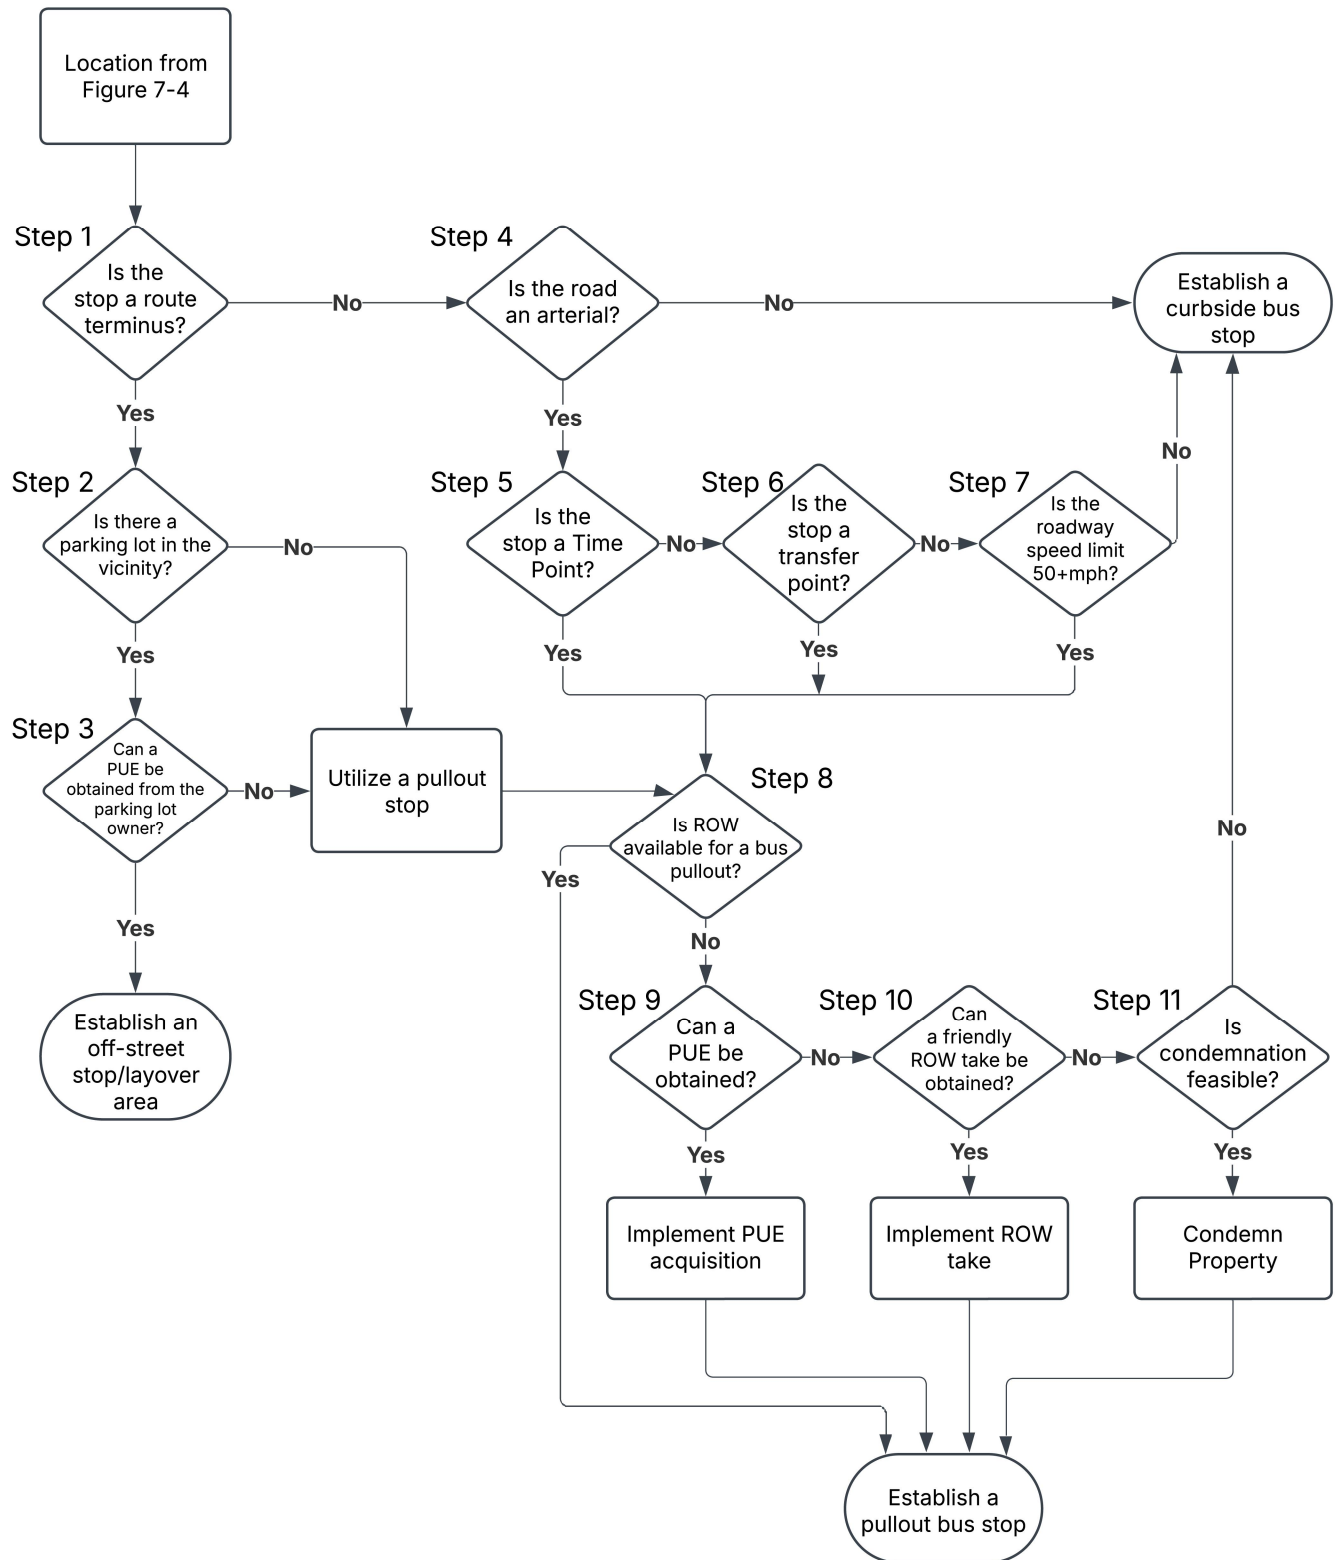 Location from
Figure 7-4
Step 1
Is the
stop a route
terminus?
No
Step 4
Is the road
an arterial?
No
Establish a
curbside bus
stop
Yes
Yes
Step 2
Is there a
parking lot in the
vicinity?
No
Step 5
Is the
stop a Time
Point?
No
Step 6
Is the
stop a
transfer
point?
No
Step 7
Is the
roadway
speed limit
50+mph?
No
Yes
Yes
Yes
Yes
Step 3
Can a
PUE be
obtained from the
parking lot
owner?
No
Utilize a pullout
stop
Step 8
Is ROW
available for a bus
pullout?
Yes
No
No
Yes
Establish an
off-street
stop/layover
area
Step 9
Can a
PUE be
obtained?
No
Step 10
Can
a friendly
ROW take be
obtained?
No
Step 11
Is
condemnation
feasible?
Yes
Yes
Yes
Implement PUE
acquisition
Implement ROW
take
Condemn
Property
Establish a
pullout bus stop